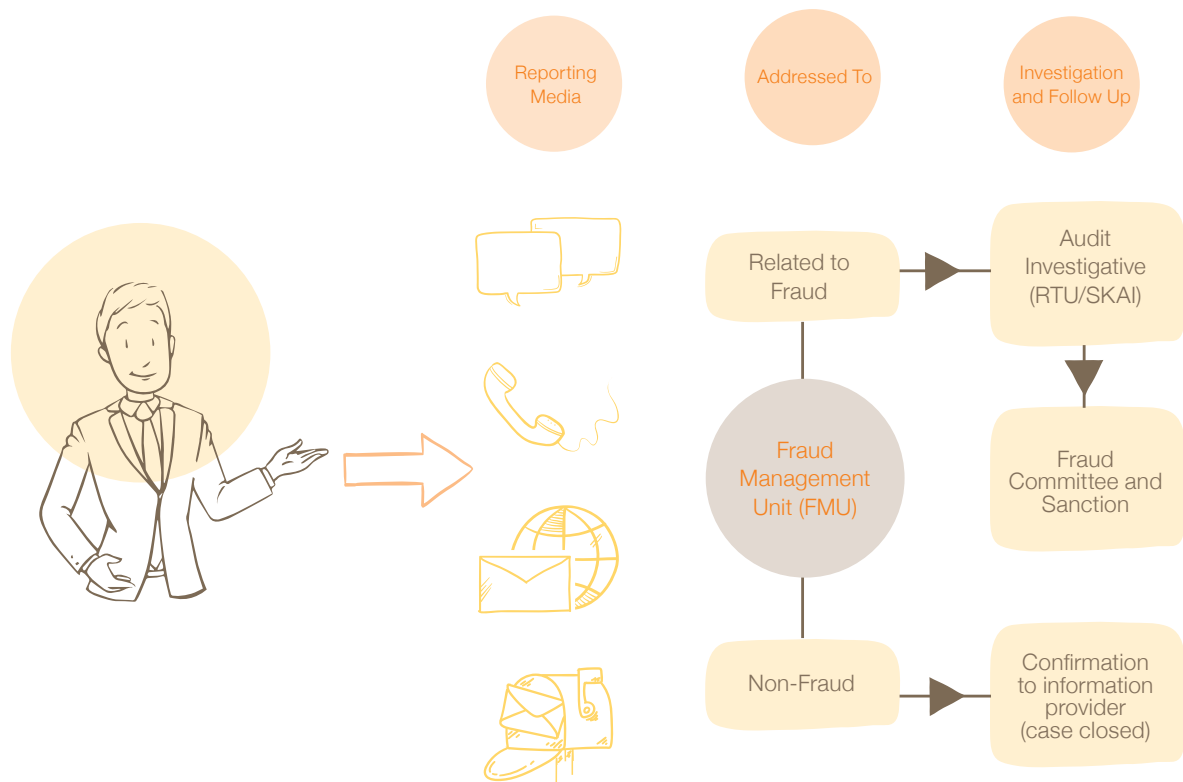 Reporting
Media
Addressed To
Investigation
and Follow Up
Related to
Fraud
Audit
Investigative
(RTU/SKAI)
Fraud
Management
Unit (FMU)
Fraud
Committee and
Sanction
Non-Fraud
Confirmation
to information
provider
(case closed)